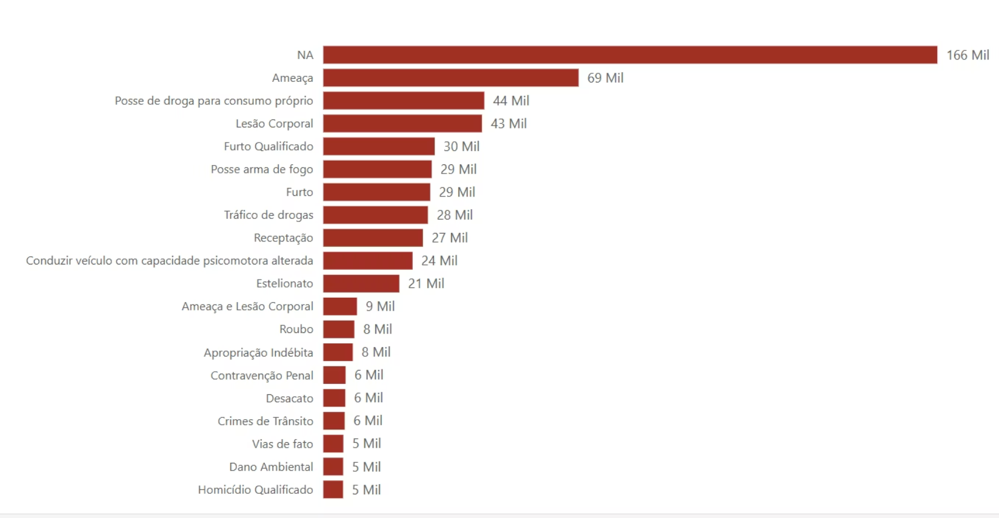 NA 166 Mil
Ameaça 69 Mil
Posse de droga para consumo próprio 44 Mil
Lesão Corporal 43 Mil
Furto Qualificado 30 Mil
Posse arma de fogo 29 Mil
Furto 29 Mil
Tráfico de drogas 28 Mil
Receptação 27 Mil
Conduzir veículo com capacidade psicomotora alterada 24 Mil
Estelionato 21 Mil
Ameaça e Lesão Corporal 9 Mil
Roubo 8 Mil
Apropriação Indébita 8 Mil
Contravenção Penal 6 Mil
Desacato 6 Mil
Crimes de Trânsito 6 Mil
Vias de fato 5 Mil
Dano Ambiental 5 Mil
Homicídio Qualificado 5 Mil